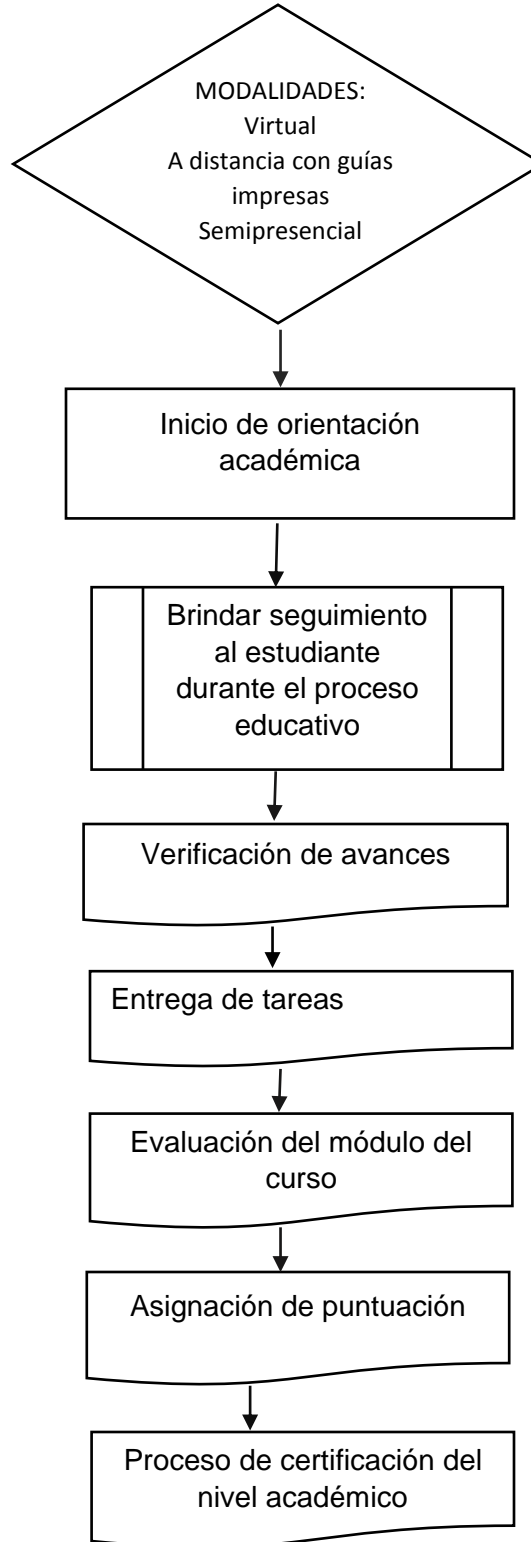 MODALIDADES:
Virtual
A distancia con guías
impresas
Semipresencial
Inicio de orientación
académica
Brindar seguimiento
al estudiante
durante el proceso
educativo
Verificación de avances
Entrega de tareas
Evaluación del módulo del
curso
Asignación de puntuación
Proceso de certificación del
nivel académico